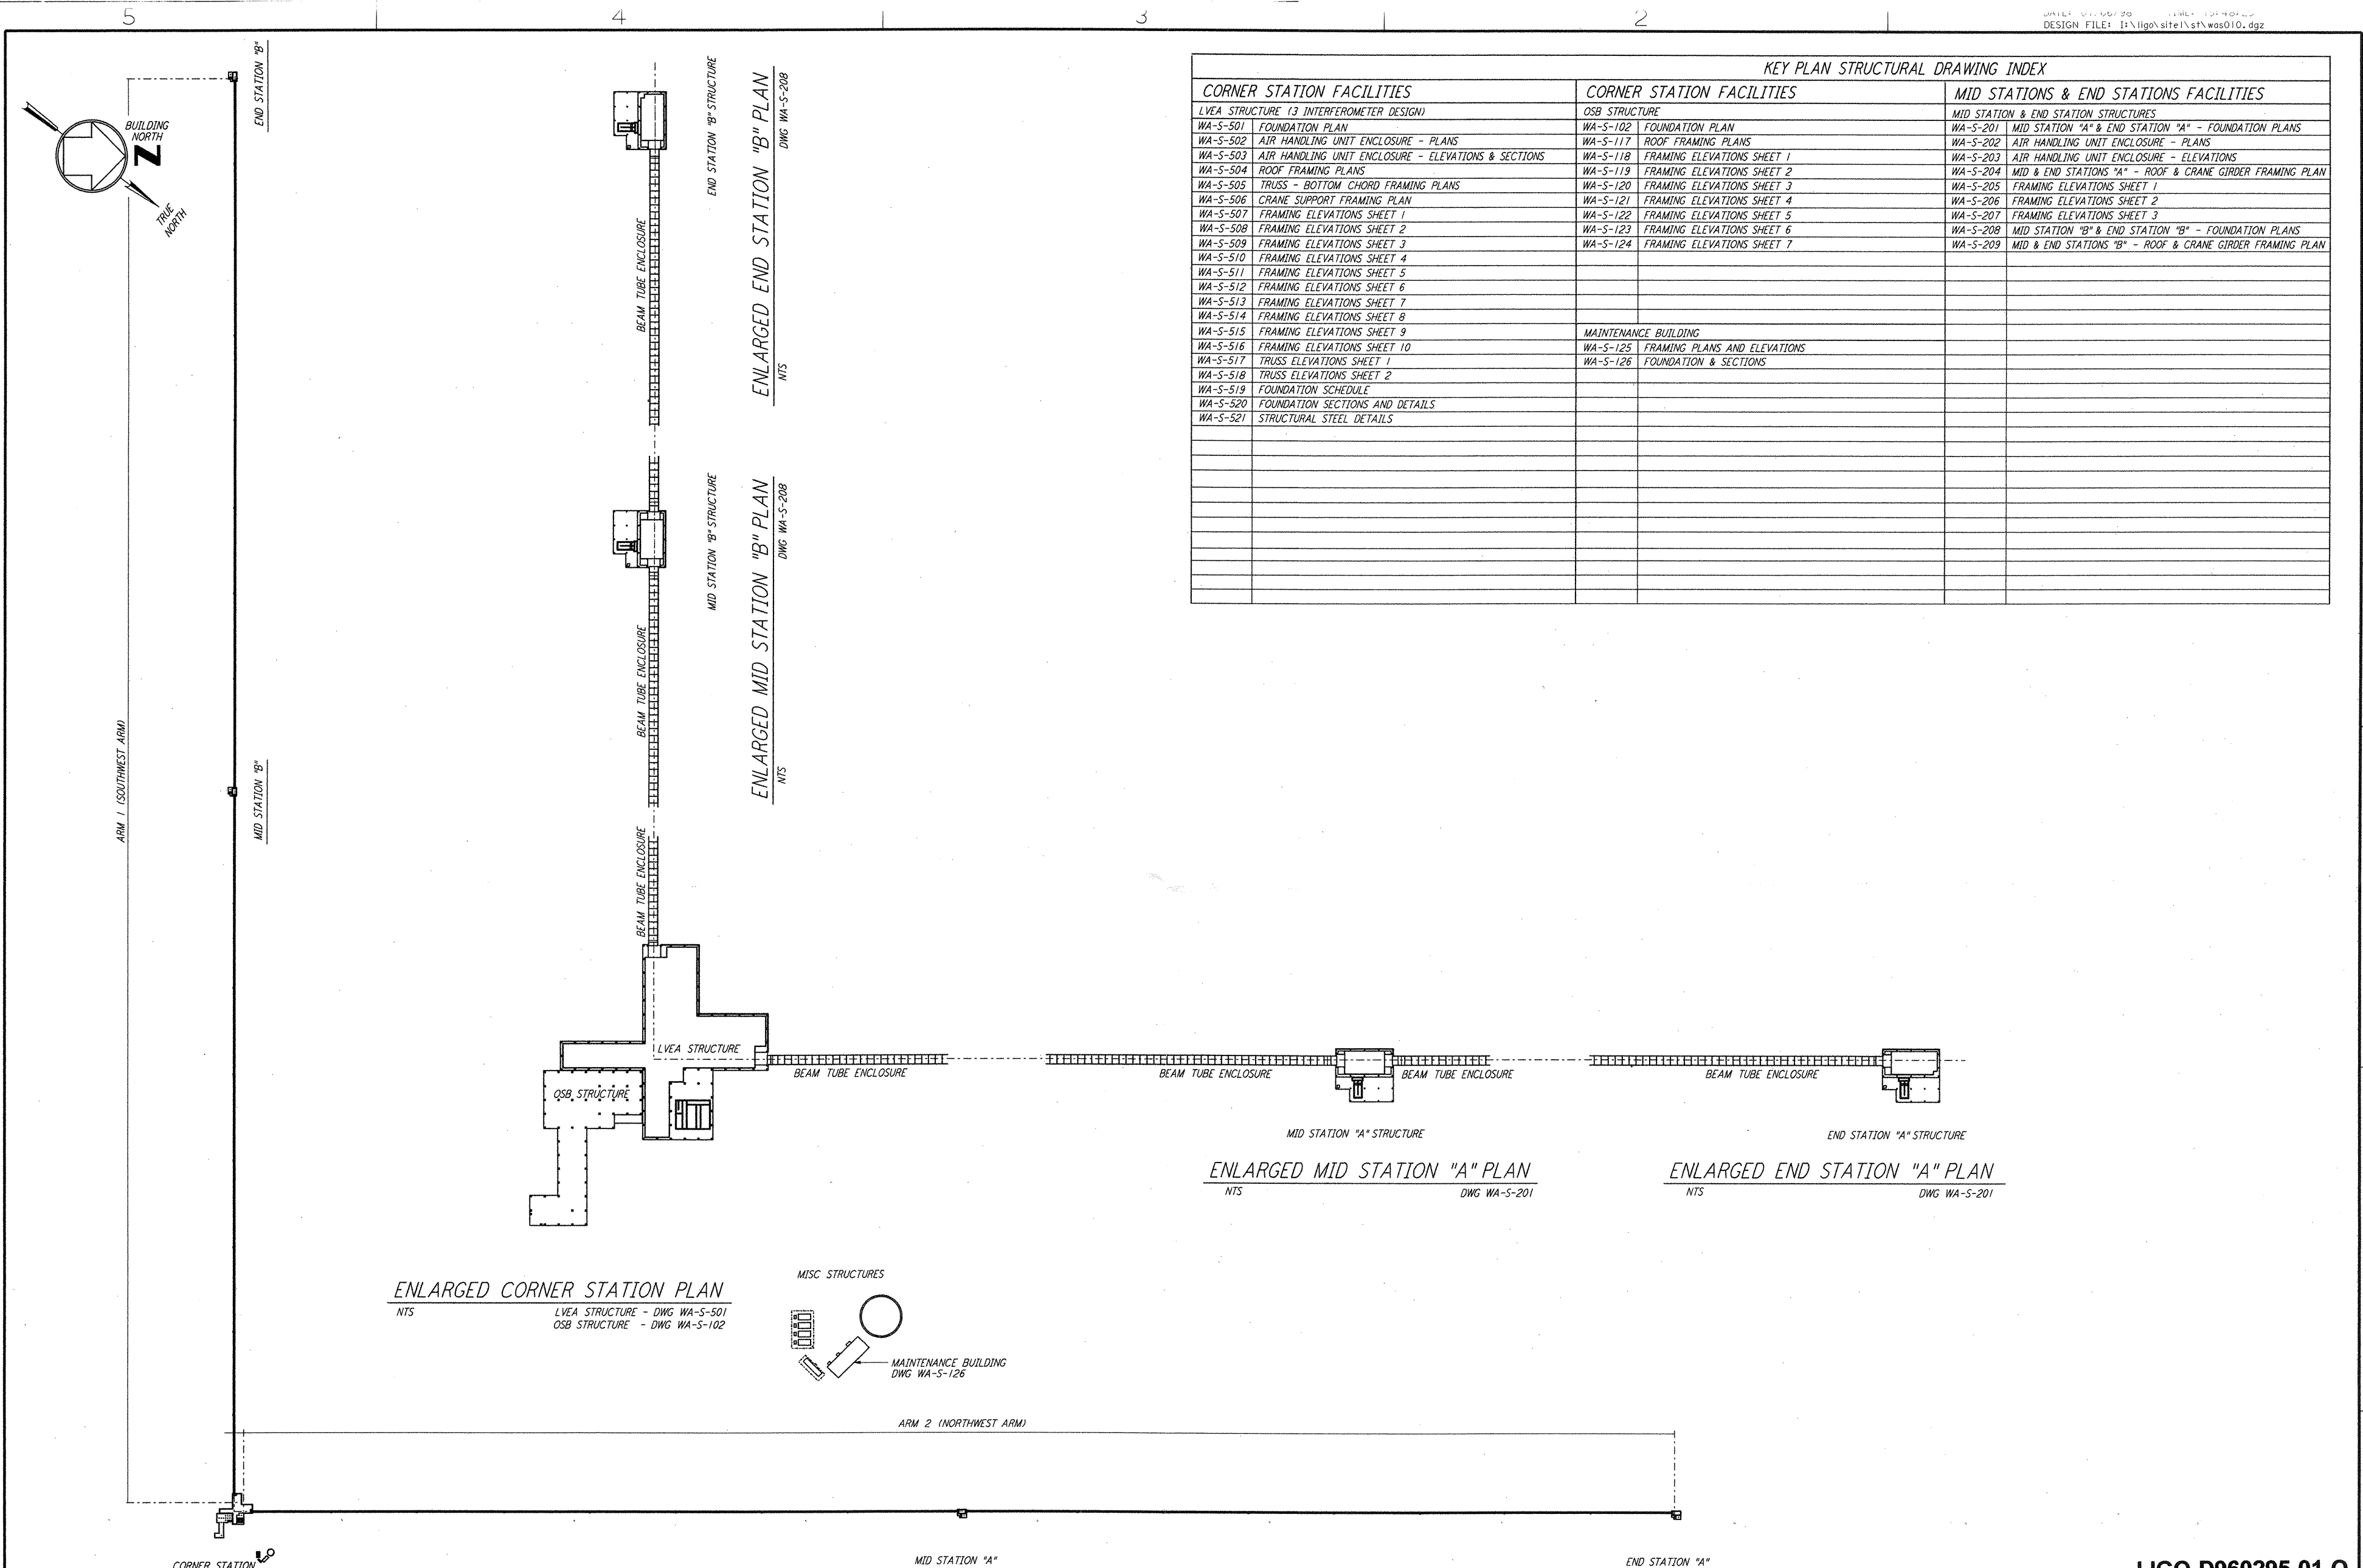 5 4 3 2
DESIGN FILE: I:\ligo\site1\st\was010.dgz
BUILDING
NORTH
Z
TRUE
NORTH
END STATION "B"
MID STATION "B"
ARM 1 (SOUTHWEST ARM)
BEAM TUBE ENCLOSURE
END STATION "B" STRUCTURE
ENLARGED END STATION "B" PLAN
NTS DWG WA-S-208
BEAM TUBE ENCLOSURE
MID STATION "B" STRUCTURE
ENLARGED MID STATION "B" PLAN
NTS DWG WA-S-208
BEAM TUBE ENCLOSURE
KEY PLAN STRUCTURAL DRAWING INDEX
CORNER STATION FACILITIES
LVEA STRUCTURE (3 INTERFEROMETER DESIGN)
WA-S-501 FOUNDATION PLAN
WA-S-502 AIR HANDLING UNIT ENCLOSURE - PLANS
WA-S-503 AIR HANDLING UNIT ENCLOSURE - ELEVATIONS & SECTIONS
WA-S-504 ROOF FRAMING PLANS
WA-S-505 TRUSS - BOTTOM CHORD FRAMING PLANS
WA-S-506 CRANE SUPPORT FRAMING PLAN
WA-S-507 FRAMING ELEVATIONS SHEET 1
WA-S-508 FRAMING ELEVATIONS SHEET 2
WA-S-509 FRAMING ELEVATIONS SHEET 3
WA-S-510 FRAMING ELEVATIONS SHEET 4
WA-S-511 FRAMING ELEVATIONS SHEET 5
WA-S-512 FRAMING ELEVATIONS SHEET 6
WA-S-513 FRAMING ELEVATIONS SHEET 7
WA-S-514 FRAMING ELEVATIONS SHEET 8
WA-S-515 FRAMING ELEVATIONS SHEET 9
WA-S-516 FRAMING ELEVATIONS SHEET 10
WA-S-517 TRUSS ELEVATIONS SHEET 1
WA-S-518 TRUSS ELEVATIONS SHEET 2
WA-S-519 FOUNDATION SCHEDULE
WA-S-520 FOUNDATION SECTIONS AND DETAILS
WA-S-521 STRUCTURAL STEEL DETAILS
CORNER STATION FACILITIES
OSB STRUCTURE
WA-S-102 FOUNDATION PLAN
WA-S-117 ROOF FRAMING PLANS
WA-S-118 FRAMING ELEVATIONS SHEET 1
WA-S-119 FRAMING ELEVATIONS SHEET 2
WA-S-120 FRAMING ELEVATIONS SHEET 3
WA-S-121 FRAMING ELEVATIONS SHEET 4
WA-S-122 FRAMING ELEVATIONS SHEET 5
WA-S-123 FRAMING ELEVATIONS SHEET 6
WA-S-124 FRAMING ELEVATIONS SHEET 7
MAINTENANCE BUILDING
WA-S-125 FRAMING PLANS AND ELEVATIONS
WA-S-126 FOUNDATION & SECTIONS
MID STATIONS & END STATIONS FACILITIES
MID STATION & END STATION STRUCTURES
WA-S-201 MID STATION "A" & END STATION "A" - FOUNDATION PLANS
WA-S-202 AIR HANDLING UNIT ENCLOSURE - PLANS
WA-S-203 AIR HANDLING UNIT ENCLOSURE - ELEVATIONS
WA-S-204 MID & END STATIONS "A" - ROOF & CRANE GIRDER FRAMING PLAN
WA-S-205 FRAMING ELEVATIONS SHEET 1
WA-S-206 FRAMING ELEVATIONS SHEET 2
WA-S-207 FRAMING ELEVATIONS SHEET 3
WA-S-208 MID STATION "B" & END STATION "B" - FOUNDATION PLANS
WA-S-209 MID & END STATIONS "B" - ROOF & CRANE GIRDER FRAMING PLAN
LVEA STRUCTURE
OSB STRUCTURE
BEAM TUBE ENCLOSURE
BEAM TUBE ENCLOSURE
BEAM TUBE ENCLOSURE
BEAM TUBE ENCLOSURE
MID STATION "A" STRUCTURE
ENLARGED MID STATION "A" PLAN
NTS DWG WA-S-201
END STATION "A" STRUCTURE
ENLARGED END STATION "A" PLAN
NTS DWG WA-S-201
ENLARGED CORNER STATION PLAN
NTS LVEA STRUCTURE - DWG WA-S-501
OSB STRUCTURE - DWG WA-S-102
MISC STRUCTURES
MAINTENANCE BUILDING
DWG WA-S-126
ARM 2 (NORTHWEST ARM)
CORNER STATION
MID STATION "A"
END STATION "A"
LIGO-D960295-01-O